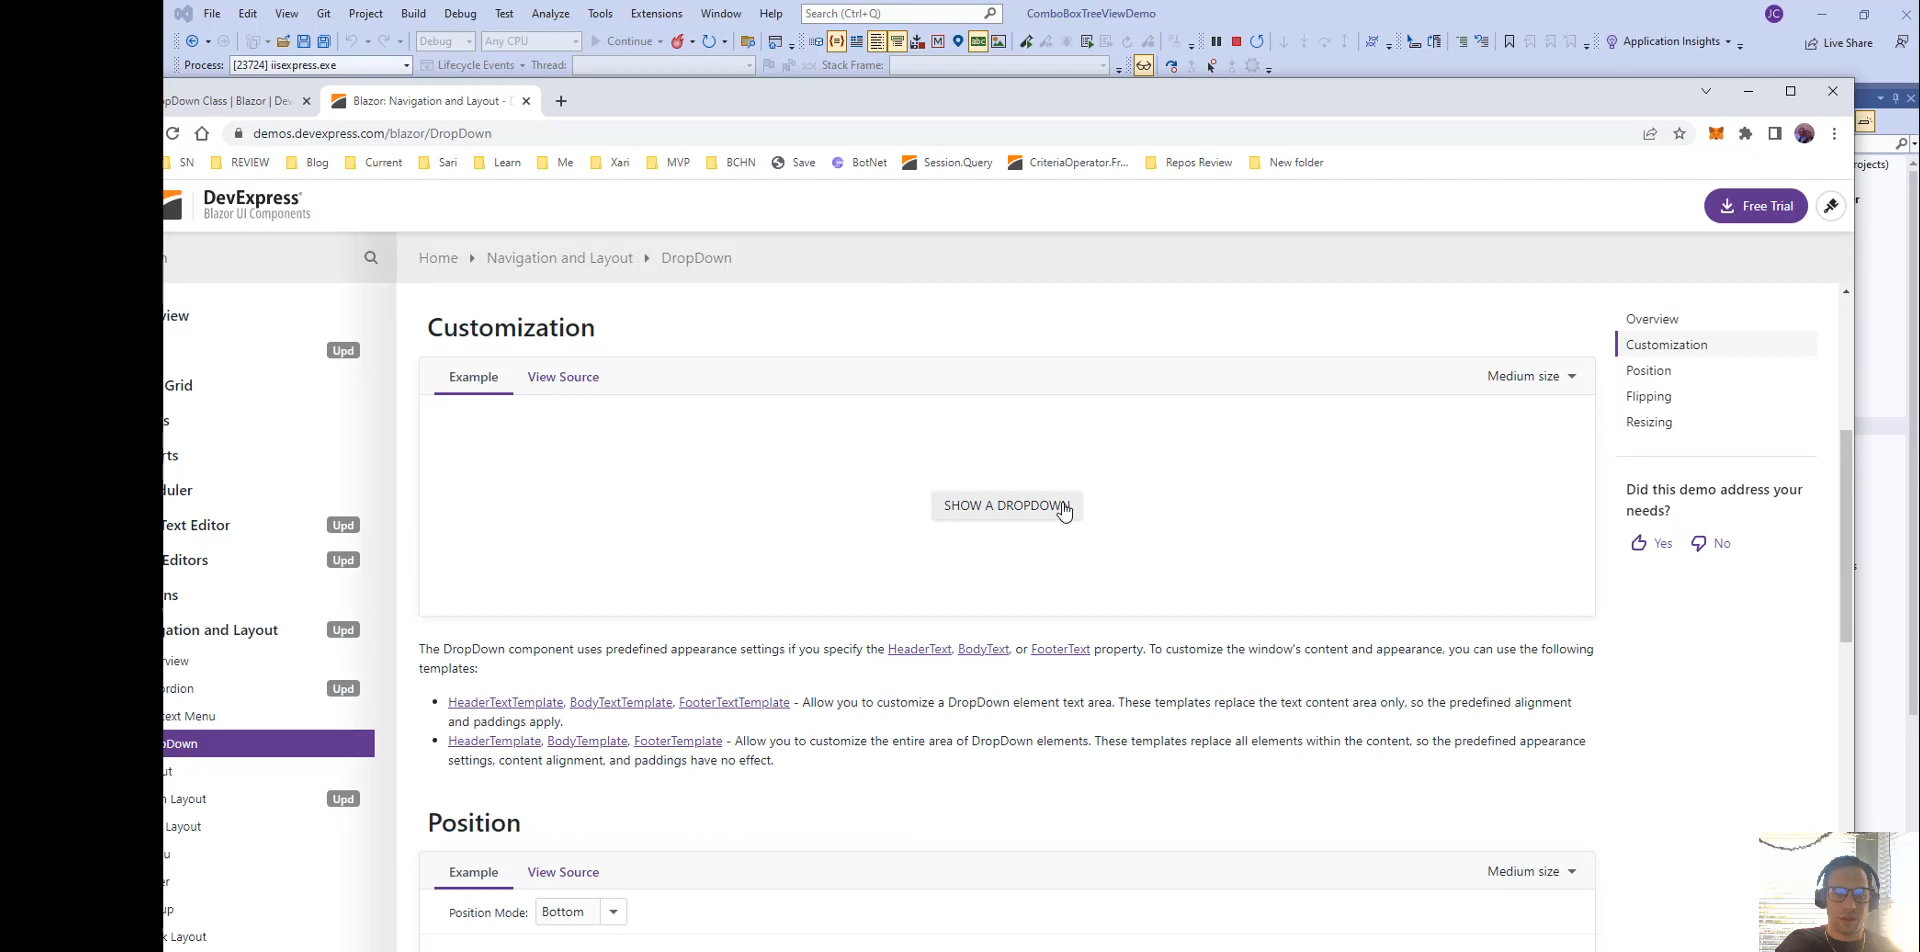 File Edit View Git Project Build Debug Test Analyze Tools Extensions Window Help Search (Ctrl+Q) ComboBoxTreeViewDemo JC
Debug Any CPU Continue Application Insights Live Share
Process: [23724] iisexpress.exe Lifecycle Events Thread: Stack Frame:
pDown Class | Blazor | Dev Blazor: Navigation and Layout -
demos.devexpress.com/blazor/DropDown
SN REVIEW Blog Current Sari Learn Me Xari MVP BCHN Save BotNet Session.Query CriteriaOperator.Fr... Repos Review New folder
rojects)
DevExpress
Blazor UI Components
Free Trial
Home Navigation and Layout DropDown
view
Upd
Grid
s
rts
duler
Text Editor Upd
Editors Upd
ns
gation and Layout Upd
rview
ordion Upd
text Menu
pDown
ut
n Layout Upd
Layout
u
er
up
k Layout
Customization
Example View Source Medium size
SHOW A DROPDOWN
The DropDown component uses predefined appearance settings if you specify the HeaderText, BodyText, or FooterText property. To customize the window's content and appearance, you can use the following
templates:
• HeaderTextTemplate, BodyTextTemplate, FooterTextTemplate - Allow you to customize a DropDown element text area. These templates replace the text content area only, so the predefined alignment
and paddings apply.
• HeaderTemplate, BodyTemplate, FooterTemplate - Allow you to customize the entire area of DropDown elements. These templates replace all elements within the content, so the predefined appearance
settings, content alignment, and paddings have no effect.
Position
Example View Source Medium size
Position Mode: Bottom
Overview
Customization
Position
Flipping
Resizing
Did this demo address your
needs?
Yes No